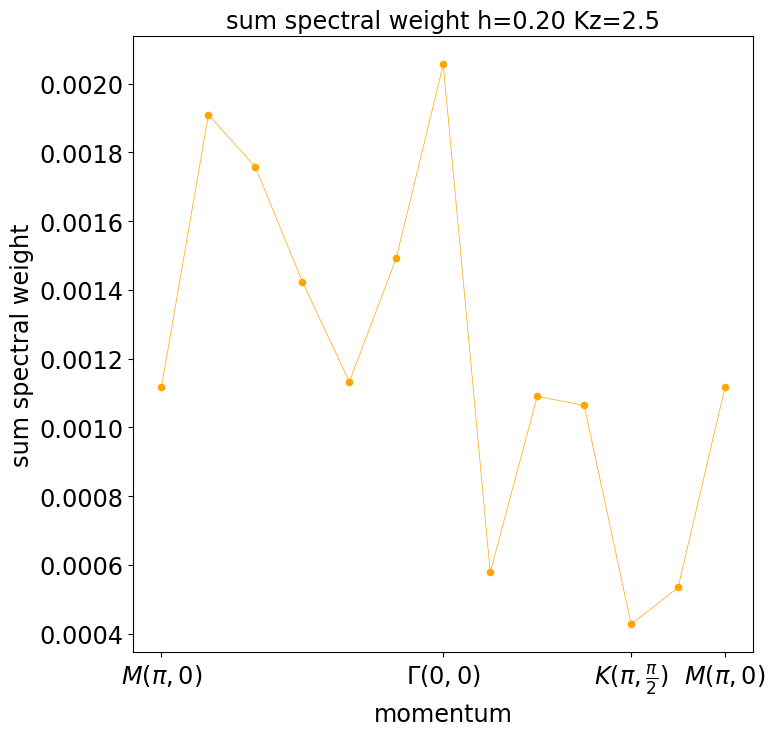 sum spectral weight h=0.20 Kz=2.5
sum spectral weight
0.0020
0.0018
0.0016
0.0014
0.0012
0.0010
0.0008
0.0006
0.0004
M(π, 0) Γ(0, 0) K(π, π/2) M(π, 0)
momentum